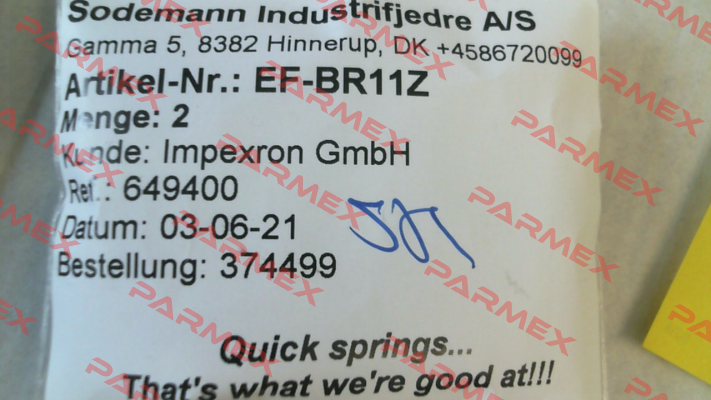 Sodemann Industrifjedre A/S
Gamma 5, 8382 Hinnerup, DK +4586720099
Artikel-Nr.: EF-BR11Z
Menge: 2
Kunde: Impexron GmbH
Ref.: 649400
Datum: 03-06-21
Bestellung: 374499
Quick springs...
That's what we're good at!!!
PARMEX